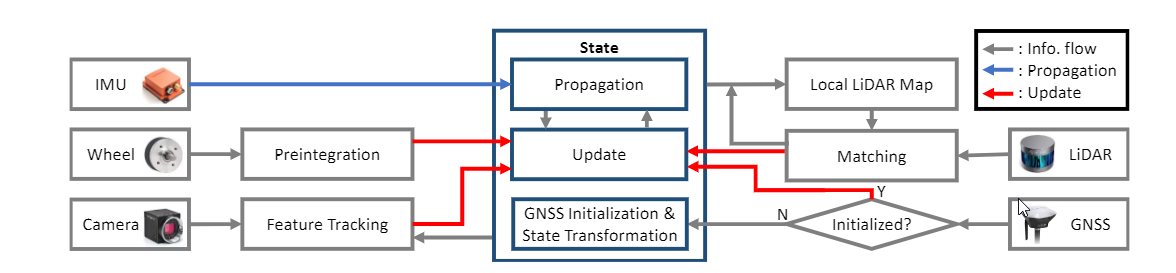 State
: Info. flow
: Propagation
: Update
IMU
Propagation
Local LiDAR Map
Wheel
Preintegration
Update
Matching
LiDAR
Camera
Feature Tracking
GNSS Initialization &
State Transformation
N
Y
Initialized?
GNSS